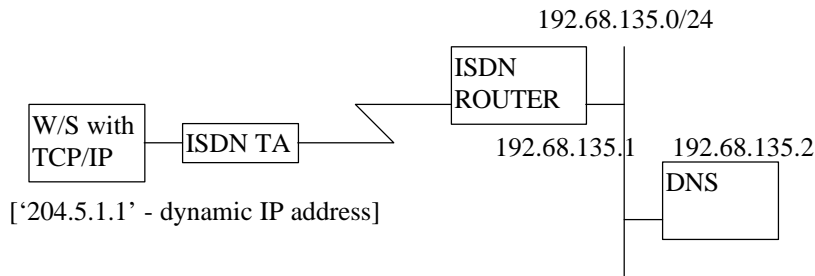 192.68.135.0/24
ISDN
ROUTER
W/S with
TCP/IP
ISDN TA
192.68.135.1
192.68.135.2
DNS
[‘204.5.1.1’ - dynamic IP address]